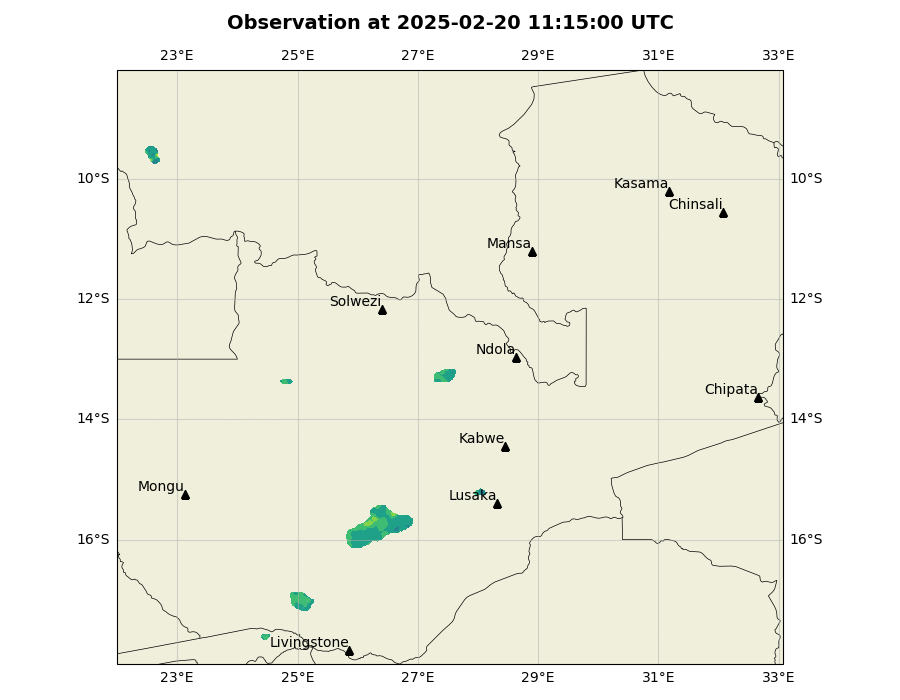 Observation at 2025-02-20 11:15:00 UTC
23°E 25°E 27°E 29°E 31°E 33°E
10°S 10°S
Kasama
Chinsali
Mansa
12°S 12°S
Solwezi
Ndola
Chipata
14°S 14°S
Kabwe
Mongu
Lusaka
16°S 16°S
Livingstone
23°E 25°E 27°E 29°E 31°E 33°E